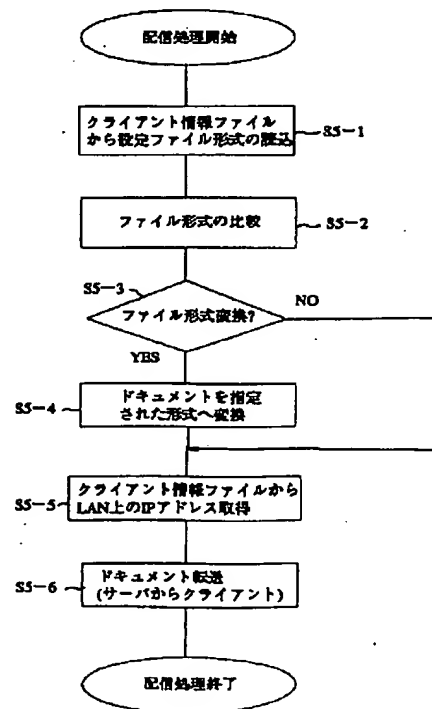 配信処理開始
クライアント情報ファイル
から設定ファイル形式の読込
S5-1
ファイル形式の比較
S5-2
S5-3
ファイル形式変換?
NO
YES
ドキュメントを指定
された形式へ変換
S5-4
クライアント情報ファイルから
LAN上のIPアドレス取得
S5-5
ドキュメント転送
(サーバからクライアント)
S5-6
配信処理終了